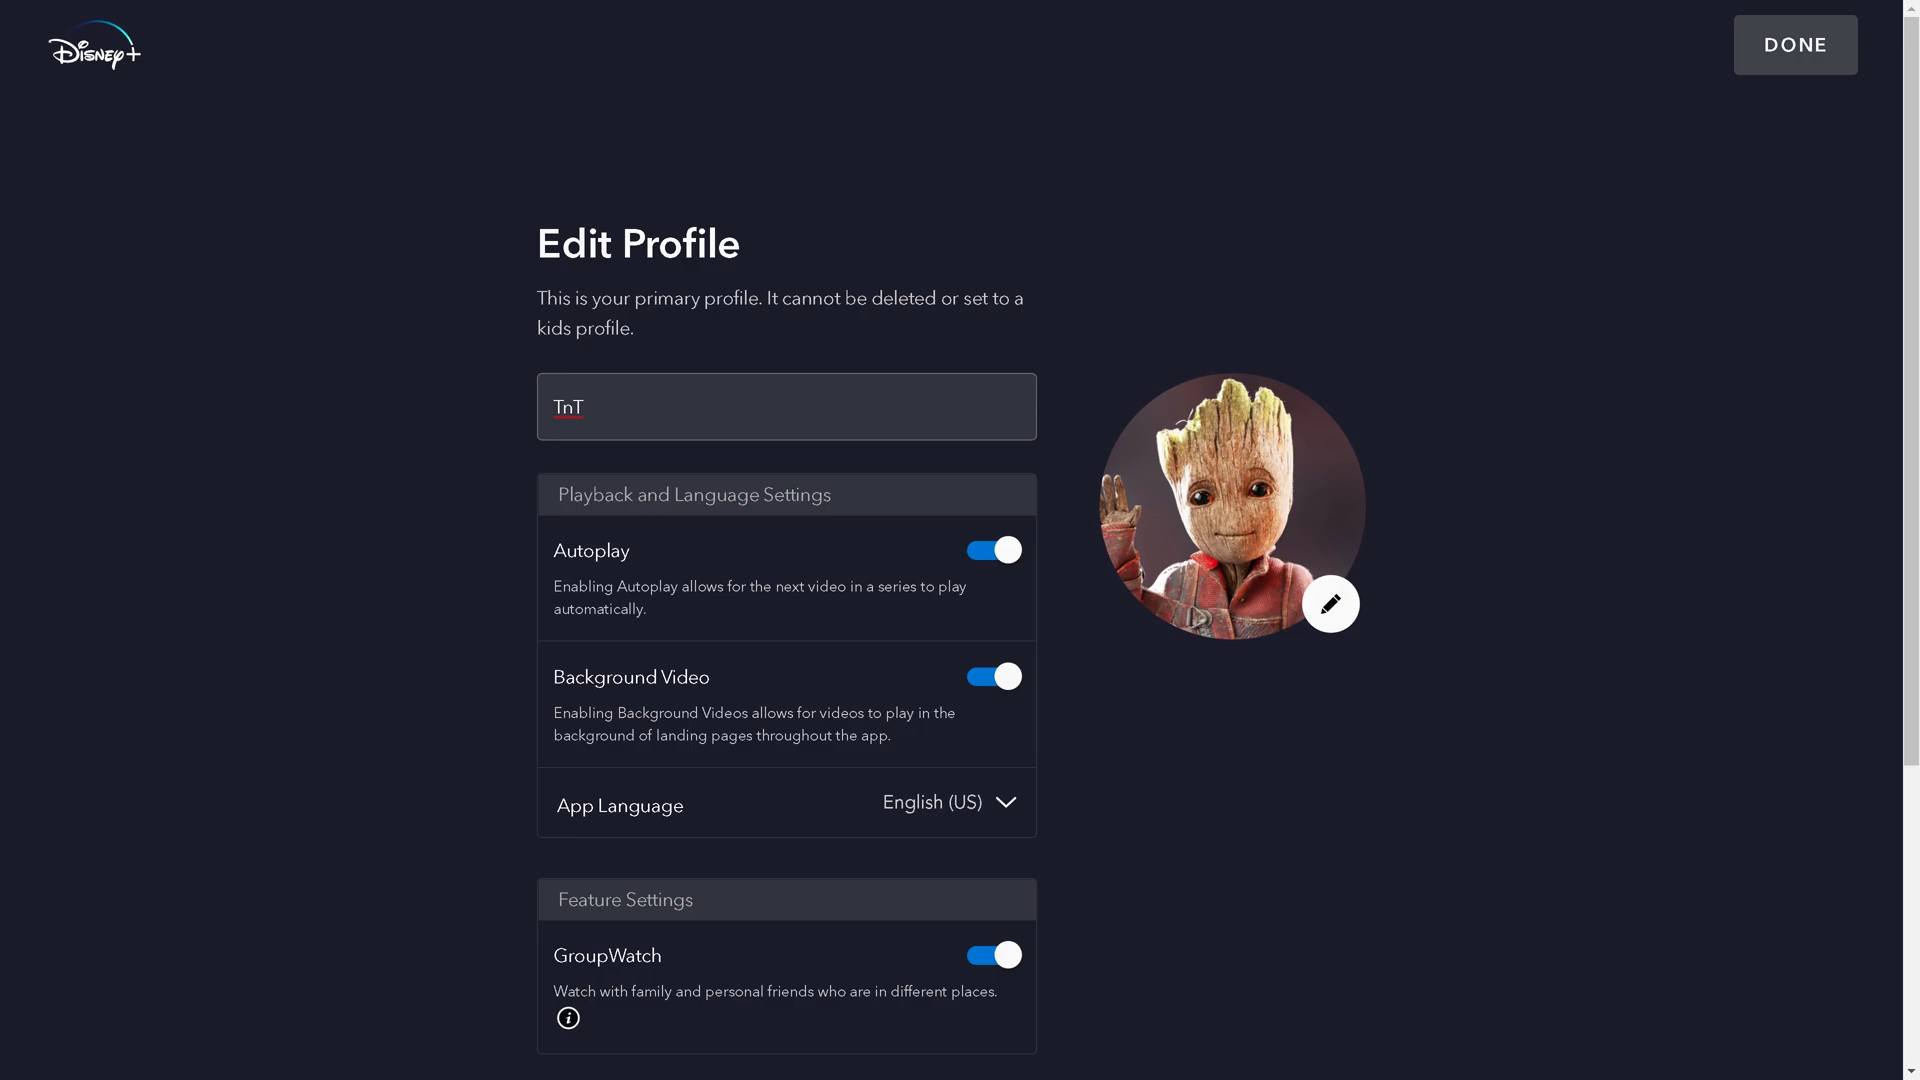 Disney+
DONE
Edit Profile
This is your primary profile. It cannot be deleted or set to a
kids profile.
TnT
Playback and Language Settings
Autoplay
Enabling Autoplay allows for the next video in a series to play
automatically.
Background Video
Enabling Background Videos allows for videos to play in the
background of landing pages throughout the app.
App Language
English (US)
Feature Settings
GroupWatch
Watch with family and personal friends who are in different places.
i